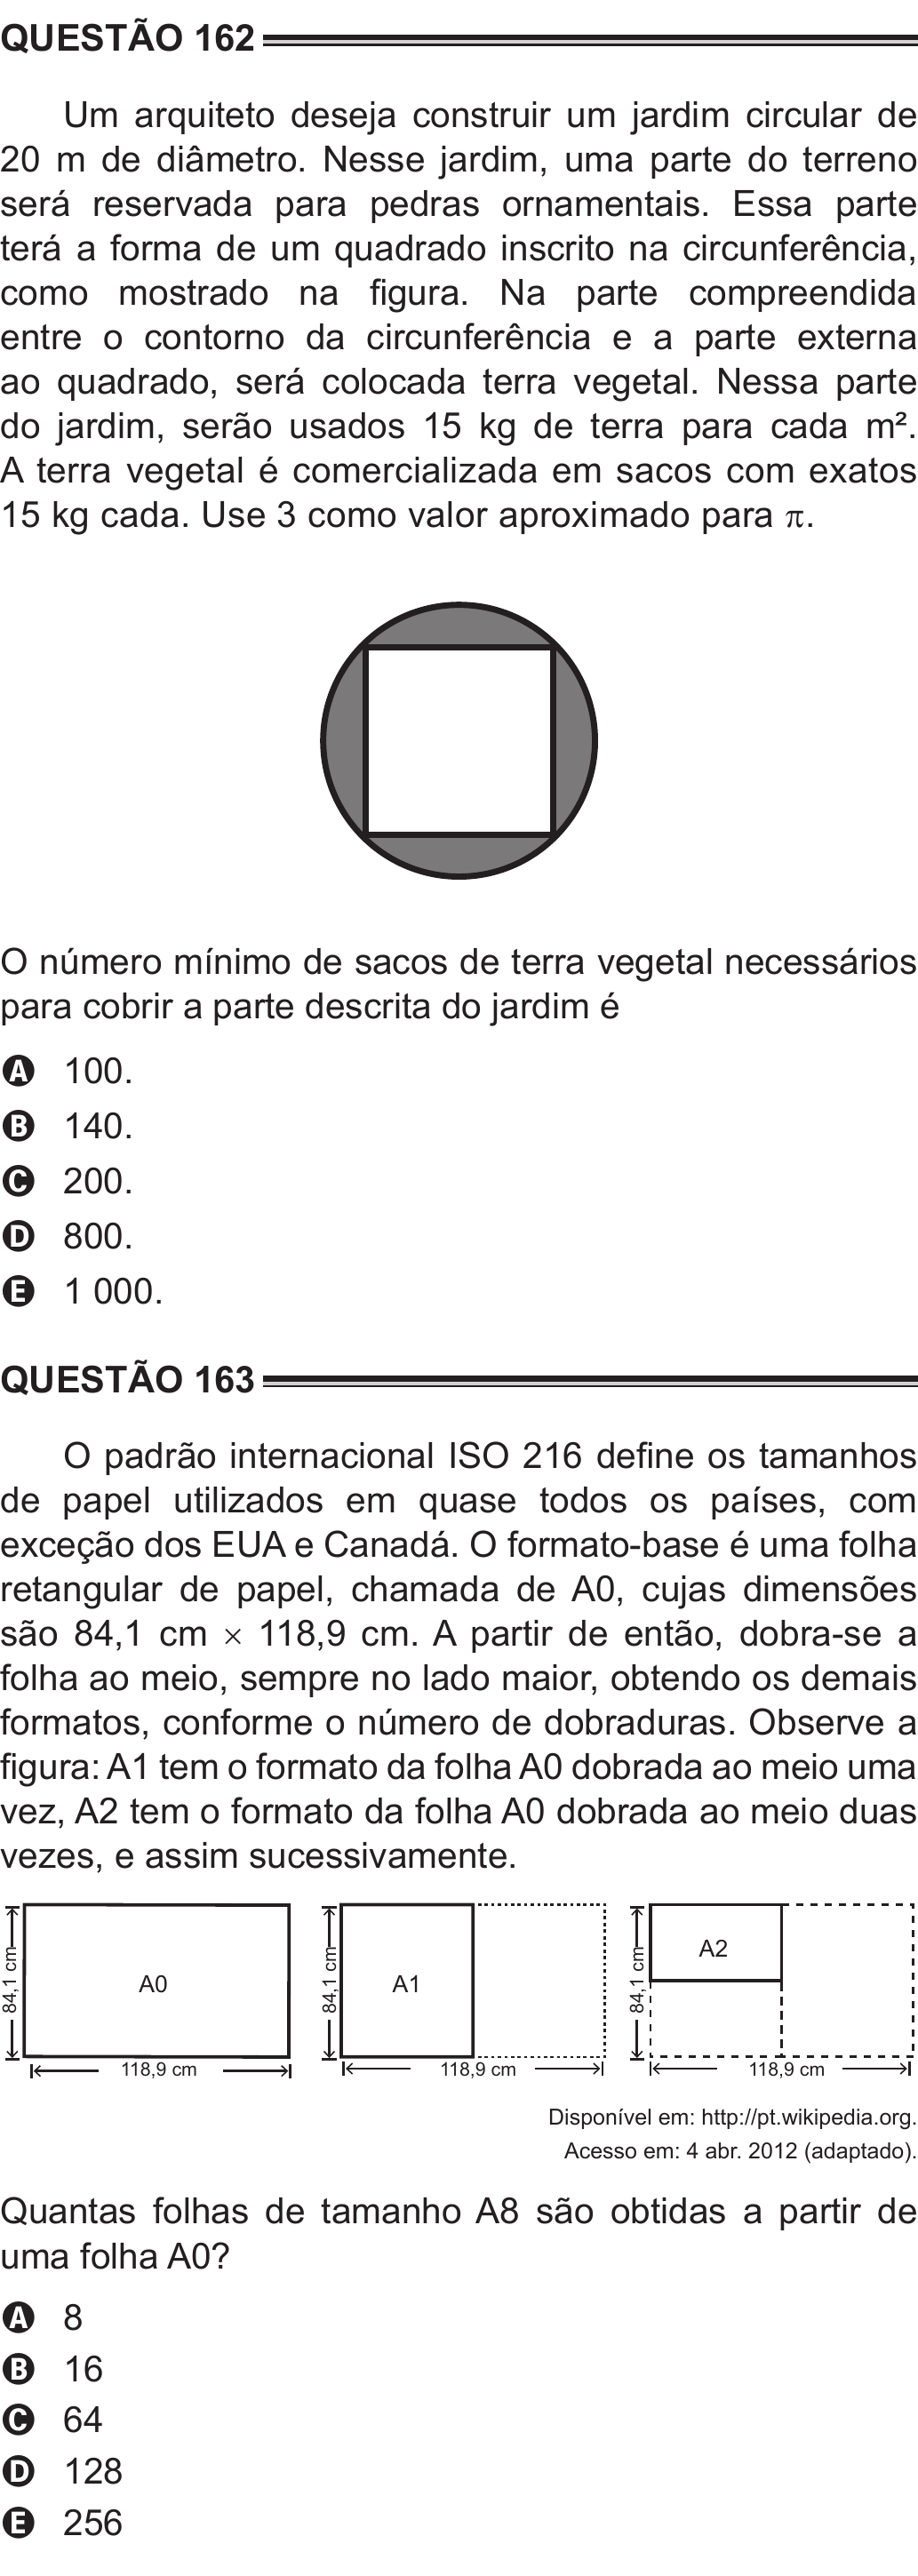 QUESTÃO 162
Um arquiteto deseja construir um jardim circular de
20 m de diâmetro. Nesse jardim, uma parte do terreno
será reservada para pedras ornamentais. Essa parte
terá a forma de um quadrado inscrito na circunferência,
como mostrado na figura. Na parte compreendida
entre o contorno da circunferência e a parte externa
ao quadrado, será colocada terra vegetal. Nessa parte
do jardim, serão usados 15 kg de terra para cada m².
A terra vegetal é comercializada em sacos com exatos
15 kg cada. Use 3 como valor aproximado para π.
O número mínimo de sacos de terra vegetal necessários
para cobrir a parte descrita do jardim é
A 100.
B 140.
C 200.
D 800.
E 1 000.
QUESTÃO 163
O padrão internacional ISO 216 define os tamanhos
de papel utilizados em quase todos os países, com
exceção dos EUA e Canadá. O formato-base é uma folha
retangular de papel, chamada de A0, cujas dimensões
são 84,1 cm × 118,9 cm. A partir de então, dobra-se a
folha ao meio, sempre no lado maior, obtendo os demais
formatos, conforme o número de dobraduras. Observe a
figura: A1 tem o formato da folha A0 dobrada ao meio uma
vez, A2 tem o formato da folha A0 dobrada ao meio duas
vezes, e assim sucessivamente.
84,1 cm
A0
118,9 cm
84,1 cm
A1
118,9 cm
84,1 cm
A2
118,9 cm
Disponível em: http://pt.wikipedia.org.
Acesso em: 4 abr. 2012 (adaptado).
Quantas folhas de tamanho A8 são obtidas a partir de
uma folha A0?
A 8
B 16
C 64
D 128
E 256